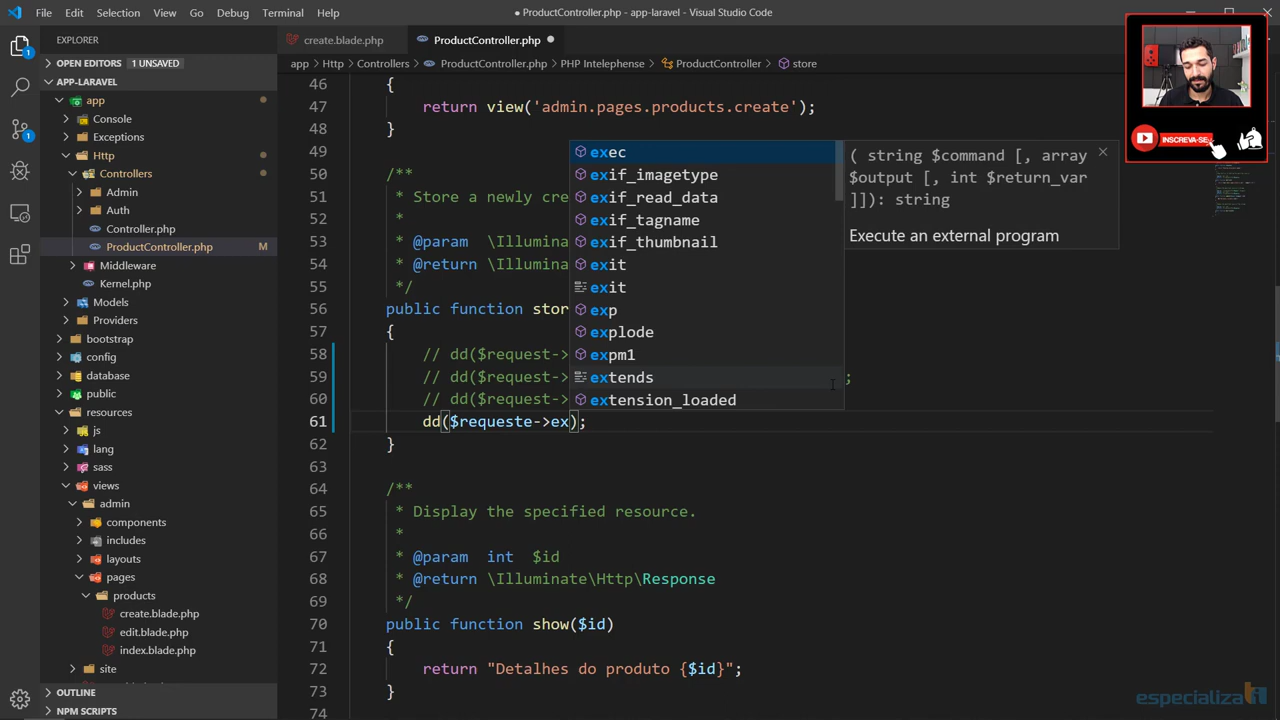 File Edit Selection View Go Debug Terminal Help
● ProductController.php - app-laravel - Visual Studio Code
EXPLORER
OPEN EDITORS 1 UNSAVED
APP-LARAVEL
app
Console
Exceptions
Http
Controllers
Admin
Auth
Controller.php
ProductController.php M
Middleware
Kernel.php
Models
Providers
bootstrap
config
database
public
resources
js
lang
sass
views
admin
components
includes
layouts
pages
products
create.blade.php
edit.blade.php
index.blade.php
site
OUTLINE
NPM SCRIPTS
1
1
create.blade.php
ProductController.php ●
app > Http > Controllers > ProductController.php > PHP Intelephense > ProductController > store
46 {
47 return view('admin.pages.products.create');
48 }
49
50 /**
51 * Store a newly cre
52 *
53 * @param \Illumina
54 * @return \Illumina
55 */
56 public function stor
57 {
58 // dd($request->
59 // dd($request-> ;
60 // dd($request->
61 dd($requeste->ex);
62 }
63
64 /**
65 * Display the specified resource.
66 *
67 * @param int $id
68 * @return \Illuminate\Http\Response
69 */
70 public function show($id)
71 {
72 return "Detalhes do produto {$id}";
73 }
74
exec
exif_imagetype
exif_read_data
exif_tagname
exif_thumbnail
exit
exit
exp
explode
expm1
extends
extension_loaded
( string $command [, array
$output [, int $return_var
]]): string
Execute an external program
INSCREVA-SE
especializati